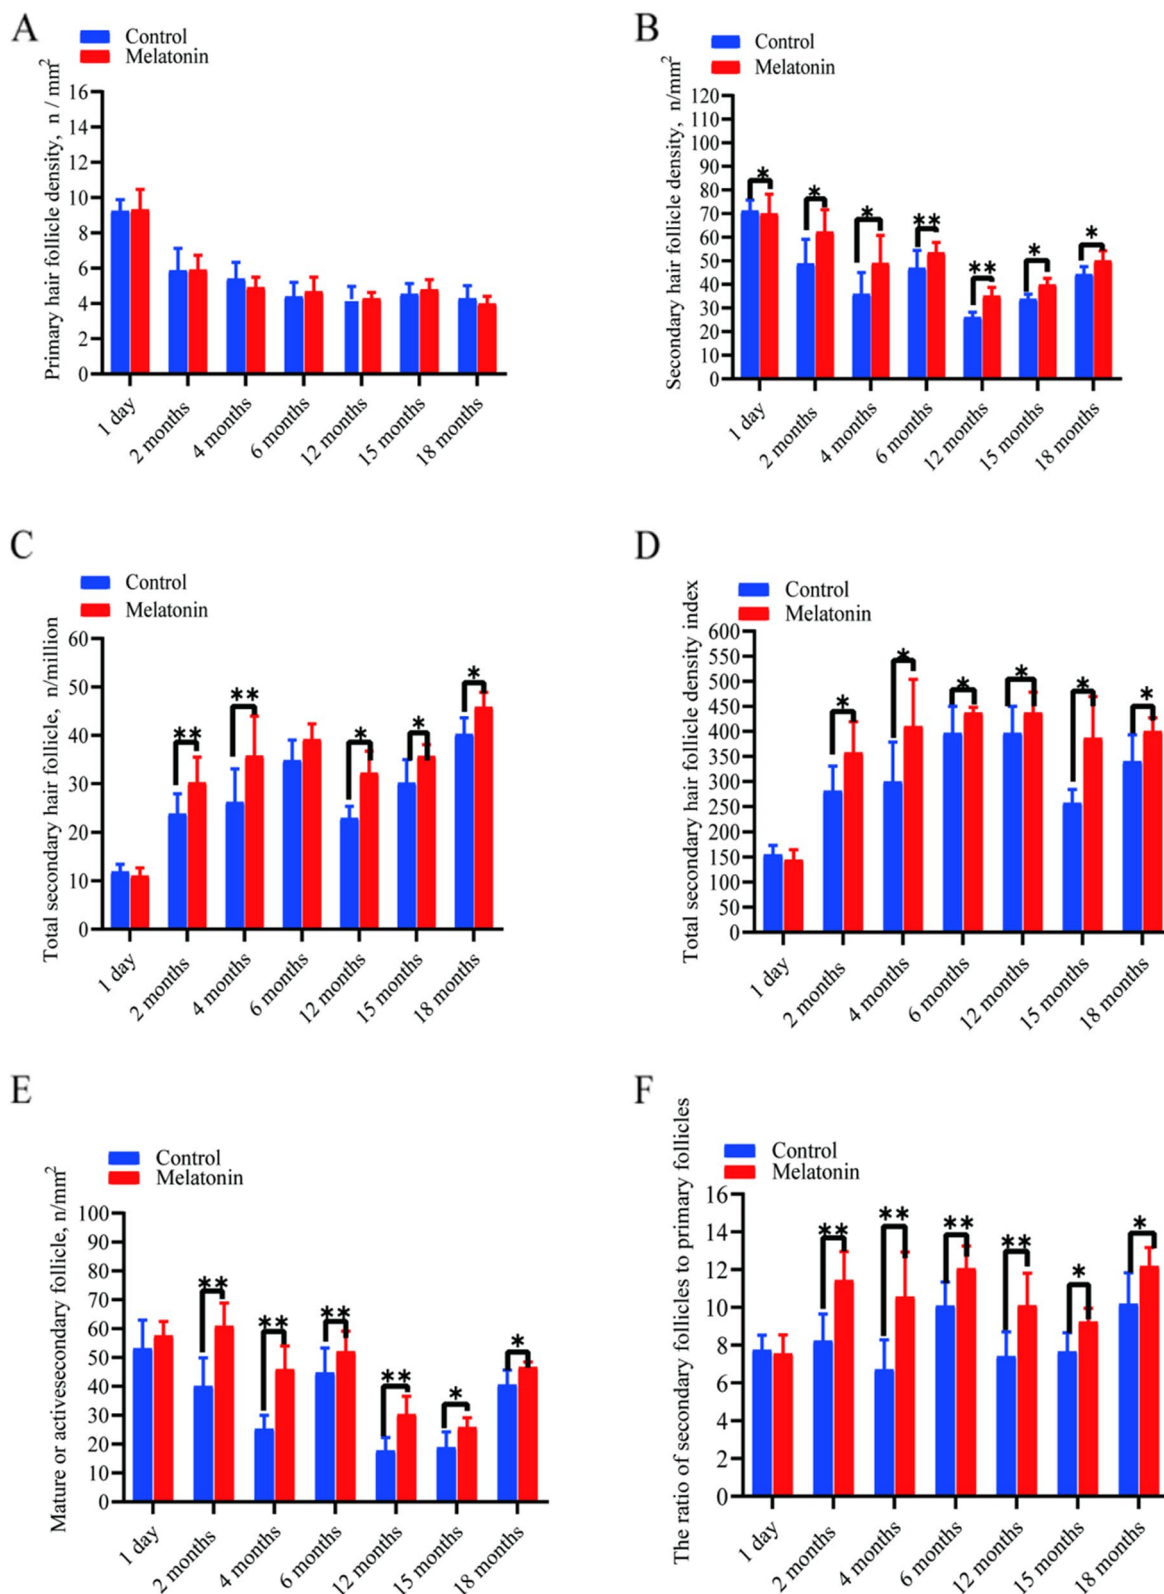 A
Control
Melatonin
Primary hair follicle density, n / mm²
16
14
12
10
8
6
4
2
0
1 day
2 months
4 months
6 months
12 months
15 months
18 months
B
Control
Melatonin
Secondary hair follicle density, n/mm²
120
110
100
90
80
70
60
50
40
30
20
10
0
*
*
*
**
**
*
*
1 day
2 months
4 months
6 months
12 months
15 months
18 months
C
Control
Melatonin
Total secondary hair follicle, n/million
60
50
40
30
20
10
0
**
**
*
*
*
1 day
2 months
4 months
6 months
12 months
15 months
18 months
D
Control
Melatonin
Total secondary hair follicle density index
600
550
500
450
400
350
300
250
200
150
100
50
0
*
*
*
*
*
*
1 day
2 months
4 months
6 months
12 months
15 months
18 months
E
Control
Melatonin
Mature or activesecondary follicle, n/mm²
100
90
80
70
60
50
40
30
20
10
0
**
**
**
**
*
*
1 day
2 months
4 months
6 months
12 months
15 months
18 months
F
Control
Melatonin
The ratio of secondary follicles to primary follicles
16
14
12
10
8
6
4
2
0
**
**
**
**
*
*
1 day
2 months
4 months
6 months
12 months
15 months
18 months